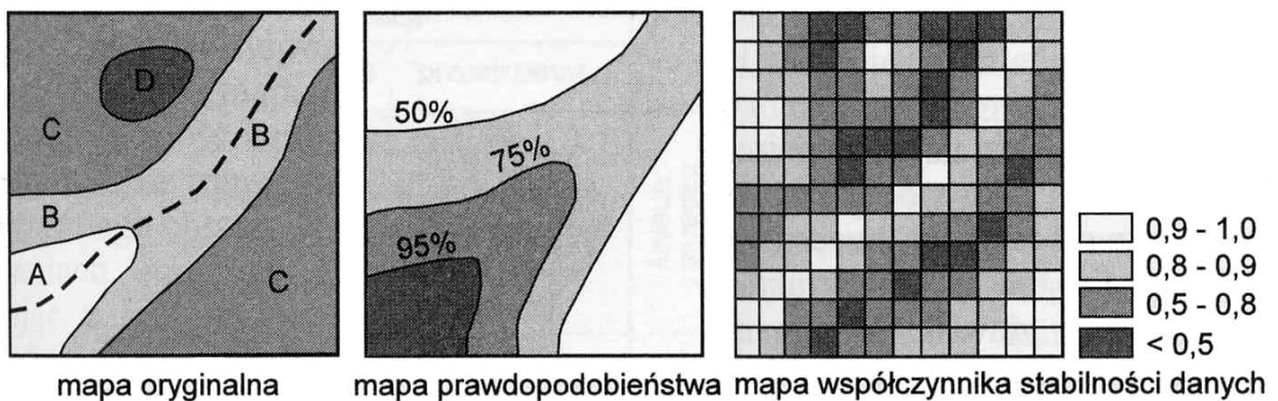 D
C
B
B
A
C
50%
75%
95%
0,9 - 1,0
0,8 - 0,9
0,5 - 0,8
< 0,5
mapa oryginalna
mapa prawdopodobieństwa
mapa współczynnika stabilności danych